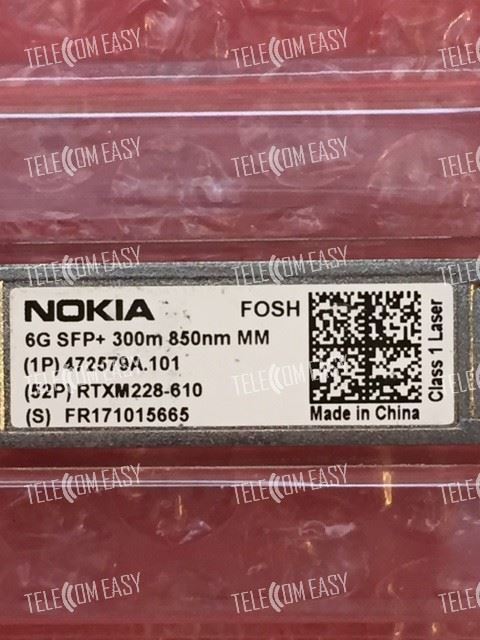 NOKIA FOSH
6G SFP+ 300m 850nm MM
(1P) 472579A.101
(52P) RTXM228-610
(S) FR171015665
Made in China
Class 1 Laser
TELECOM EASY